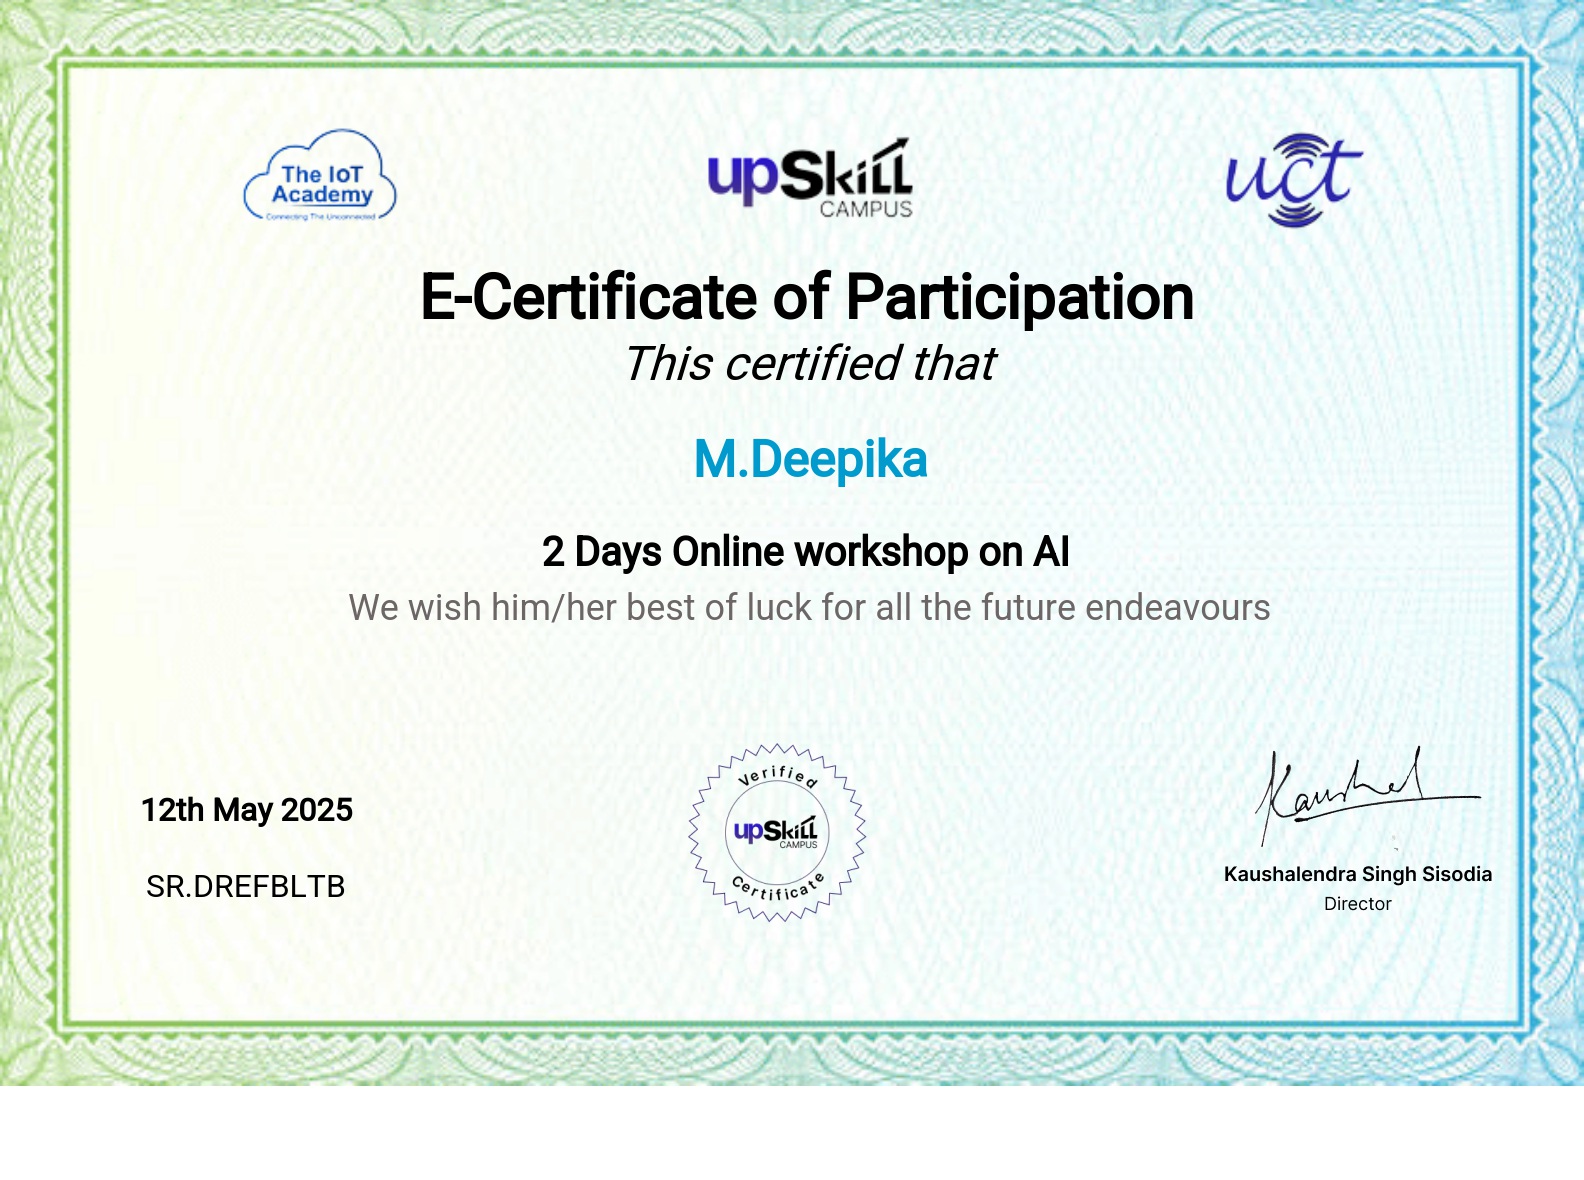 The IoT
Academy
Connecting The Unconnected
upSkill
CAMPUS
uct
E-Certificate of Participation
This certified that
M.Deepika
2 Days Online workshop on AI
We wish him/her best of luck for all the future endeavours
12th May 2025
SR.DREFBLTB
Verified
upSkill
CAMPUS
Certificate
Kaushal
Kaushalendra Singh Sisodia
Director